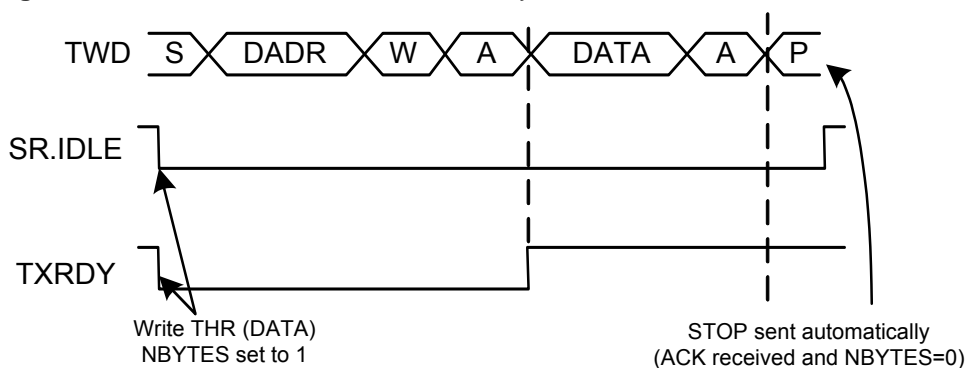 TWD S DADR W A DATA A P
SR.IDLE
TXRDY
Write THR (DATA)
NBYTES set to 1
STOP sent automatically
(ACK received and NBYTES=0)